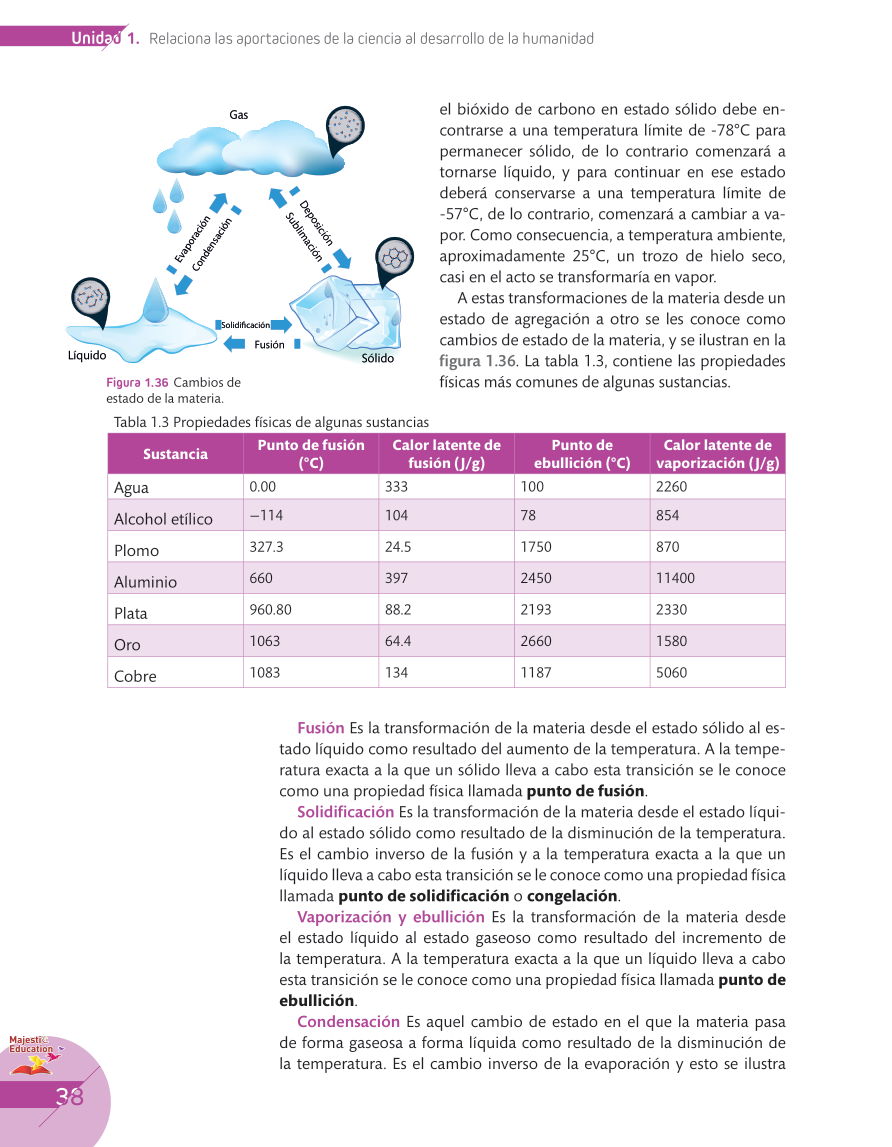 Unidad 1. Relaciona las aportaciones de la ciencia al desarrollo de la humanidad
Gas
Evaporación
Condensación
Deposición
Sublimación
Solidificación
Fusión
Líquido
Sólido
Figura 1.36 Cambios de
estado de la materia.
el bióxido de carbono en estado sólido debe en-
contrarse a una temperatura límite de -78°C para
permanecer sólido, de lo contrario comenzará a
tornarse líquido, y para continuar en ese estado
deberá conservarse a una temperatura límite de
-57°C, de lo contrario, comenzará a cambiar a va-
por. Como consecuencia, a temperatura ambiente,
aproximadamente 25°C, un trozo de hielo seco,
casi en el acto se transformaría en vapor.
A estas transformaciones de la materia desde un
estado de agregación a otro se les conoce como
cambios de estado de la materia, y se ilustran en la
figura 1.36. La tabla 1.3, contiene las propiedades
físicas más comunes de algunas sustancias.
Tabla 1.3 Propiedades físicas de algunas sustancias
Sustancia | Punto de fusión (°C) | Calor latente de fusión (J/g) | Punto de ebullición (°C) | Calor latente de vaporización (J/g)
Agua 0.00 333 100 2260
Alcohol etílico −114 104 78 854
Plomo 327.3 24.5 1750 870
Aluminio 660 397 2450 11400
Plata 960.80 88.2 2193 2330
Oro 1063 64.4 2660 1580
Cobre 1083 134 1187 5060
Fusión Es la transformación de la materia desde el estado sólido al es-
tado líquido como resultado del aumento de la temperatura. A la tempe-
ratura exacta a la que un sólido lleva a cabo esta transición se le conoce
como una propiedad física llamada punto de fusión.
Solidificación Es la transformación de la materia desde el estado líqui-
do al estado sólido como resultado de la disminución de la temperatura.
Es el cambio inverso de la fusión y a la temperatura exacta a la que un
líquido lleva a cabo esta transición se le conoce como una propiedad física
llamada punto de solidificación o congelación.
Vaporización y ebullición Es la transformación de la materia desde
el estado líquido al estado gaseoso como resultado del incremento de
la temperatura. A la temperatura exacta a la que un líquido lleva a cabo
esta transición se le conoce como una propiedad física llamada punto de
ebullición.
Condensación Es aquel cambio de estado en el que la materia pasa
de forma gaseosa a forma líquida como resultado de la disminución de
la temperatura. Es el cambio inverso de la evaporación y esto se ilustra
Majestic
Education
38